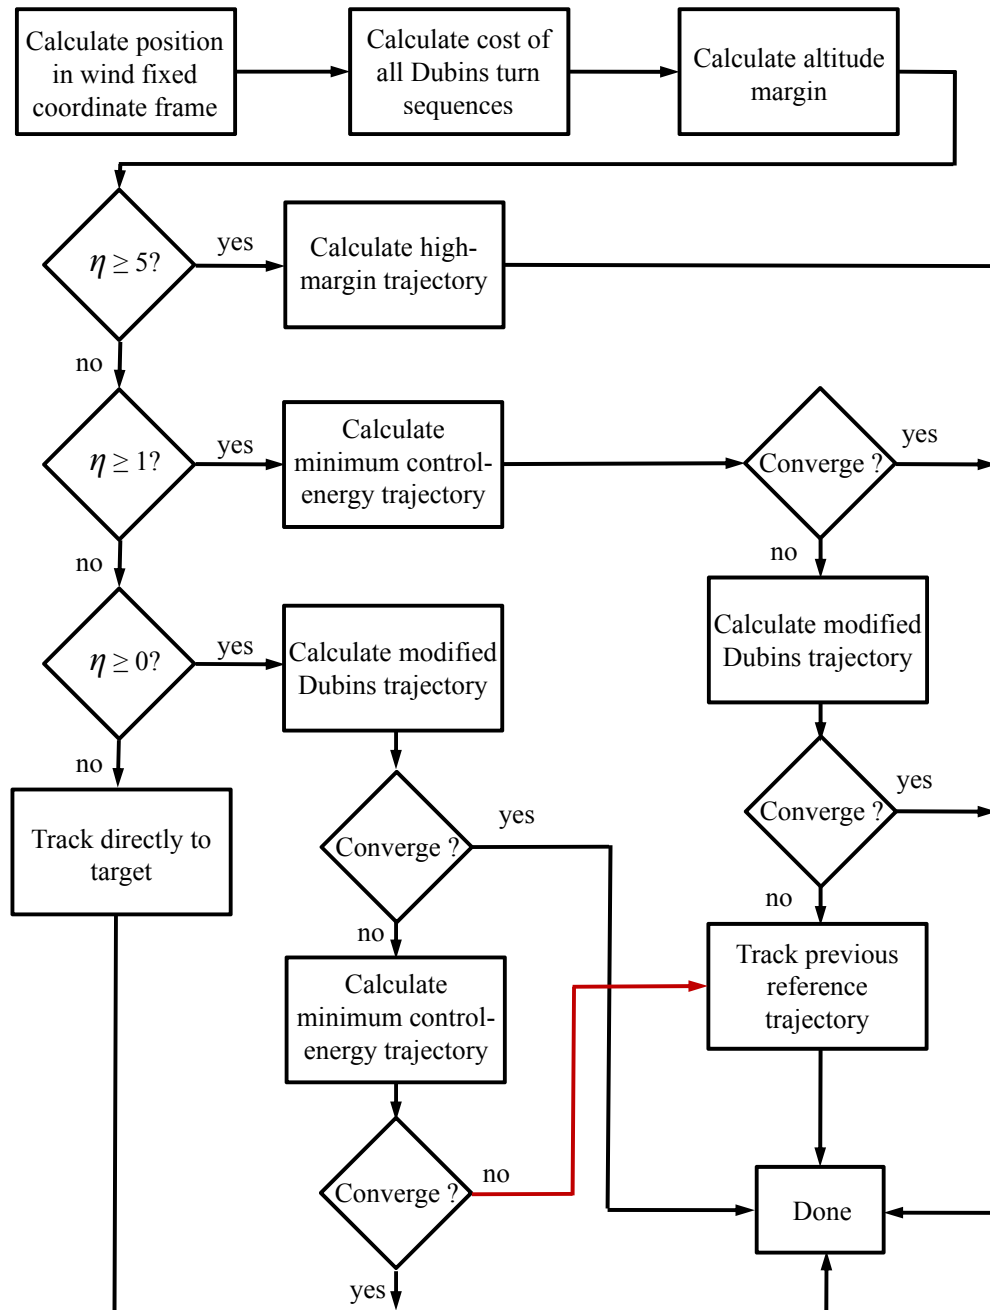 Calculate position
in wind fixed
coordinate frame
Calculate cost of
all Dubins turn
sequences
Calculate altitude
margin
η ≥ 5?
yes
Calculate high-
margin trajectory
no
η ≥ 1?
yes
Calculate
minimum control-
energy trajectory
Converge ?
yes
no
no
η ≥ 0?
yes
Calculate modified
Dubins trajectory
Calculate modified
Dubins trajectory
no
Track directly to
target
Converge ?
yes
Converge ?
yes
no
no
Calculate
minimum control-
energy trajectory
Track previous
reference
trajectory
Converge ?
no
yes
Done